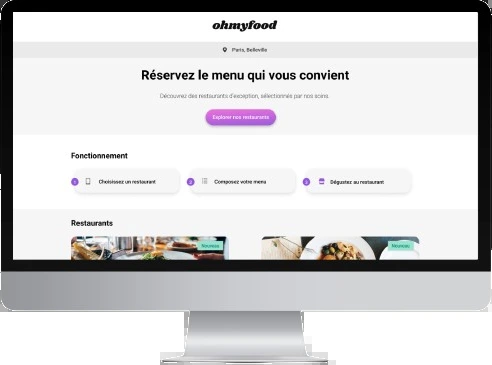 ohmyfood
Paris, Belleville
Réservez le menu qui vous convient
Découvrez des restaurants d'exception, sélectionnés par nos soins.
Explorer nos restaurants
Fonctionnement
1 Choisissez un restaurant
2 Composez votre menu
3 Dégustez au restaurant
Restaurants
Nouveau
Nouveau